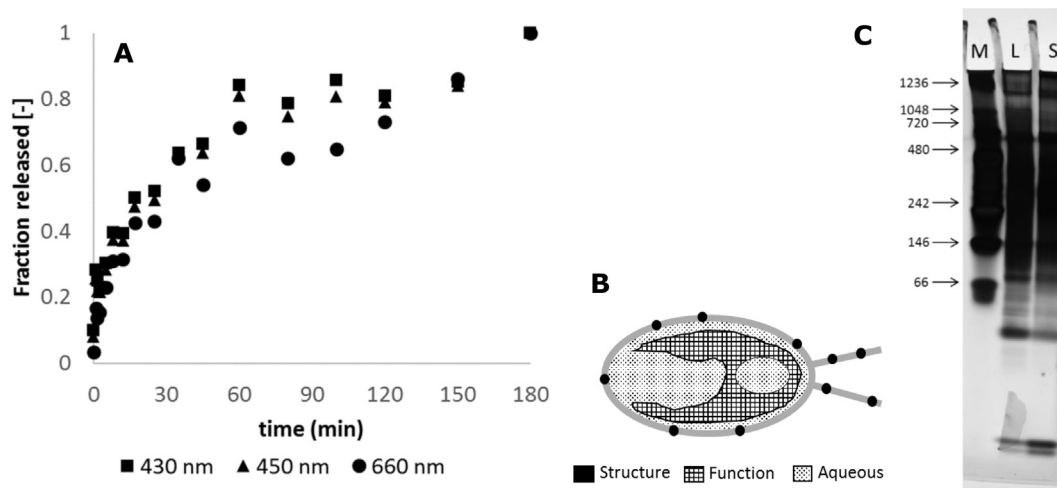 A
Fraction released [-]
1
0.8
0.6
0.4
0.2
0
0 30 60 90 120 150 180
time (min)
430 nm 450 nm 660 nm
B
Structure Function Aqueous
C
M L S
1236
1048
720
480
242
146
66